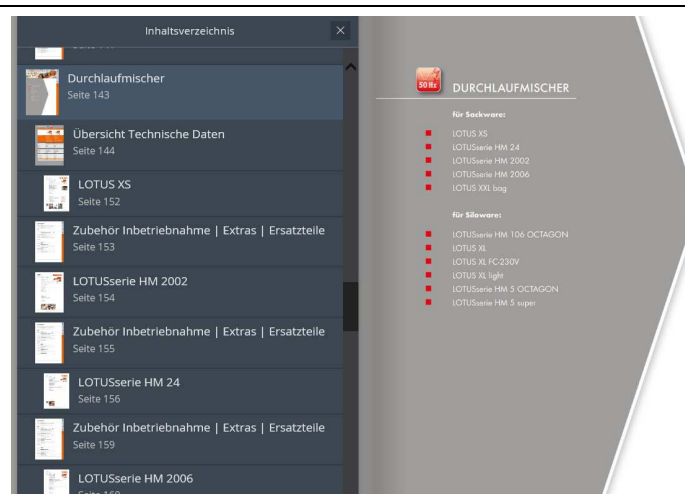 Inhaltsverzeichnis
Durchlaufmischer
Seite 143
Übersicht Technische Daten
Seite 144
LOTUS XS
Seite 152
Zubehör Inbetriebnahme | Extras | Ersatzteile
Seite 153
LOTUSserie HM 2002
Seite 154
Zubehör Inbetriebnahme | Extras | Ersatzteile
Seite 155
LOTUSserie HM 24
Seite 156
Zubehör Inbetriebnahme | Extras | Ersatzteile
Seite 159
LOTUSserie HM 2006
50 Hz
DURCHLAUFMISCHER
für Sackware:
LOTUS XS
LOTUSserie HM 24
LOTUSserie HM 2002
LOTUSserie HM 2006
LOTUS XXL bag
für Siloware:
LOTUSserie HM 106 OCTAGON
LOTUS XL
LOTUS XL FC-230V
LOTUS XL light
LOTUSserie HM 5 OCTAGON
LOTUSserie HM 5 super